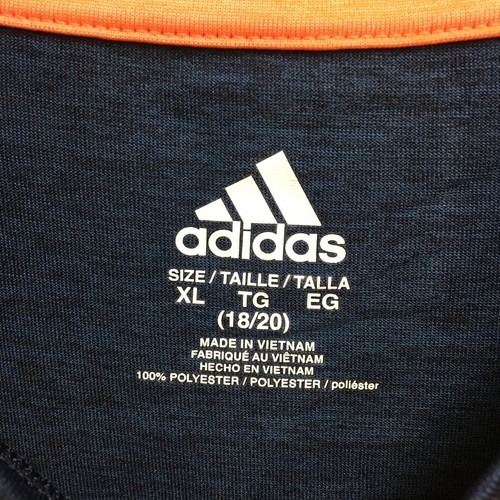 adidas
SIZE / TAILLE / TALLA
XL TG EG
(18/20)
MADE IN VIETNAM
FABRIQUÉ AU VIÊTNAM
HECHO EN VIETNAM
100% POLYESTER / POLYESTER / poliéster